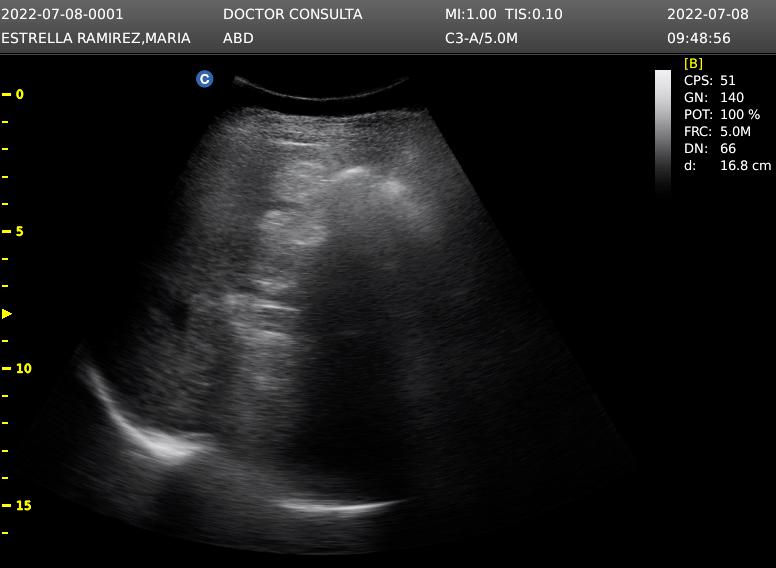 2022-07-08-0001 DOCTOR CONSULTA MI:1.00 TIS:0.10 2022-07-08
ESTRELLA RAMIREZ,MARIA ABD C3-A/5.0M 09:48:56
C
[B]
CPS: 51
GN: 140
POT: 100 %
FRC: 5.0M
DN: 66
d: 16.8 cm
0
5
10
15